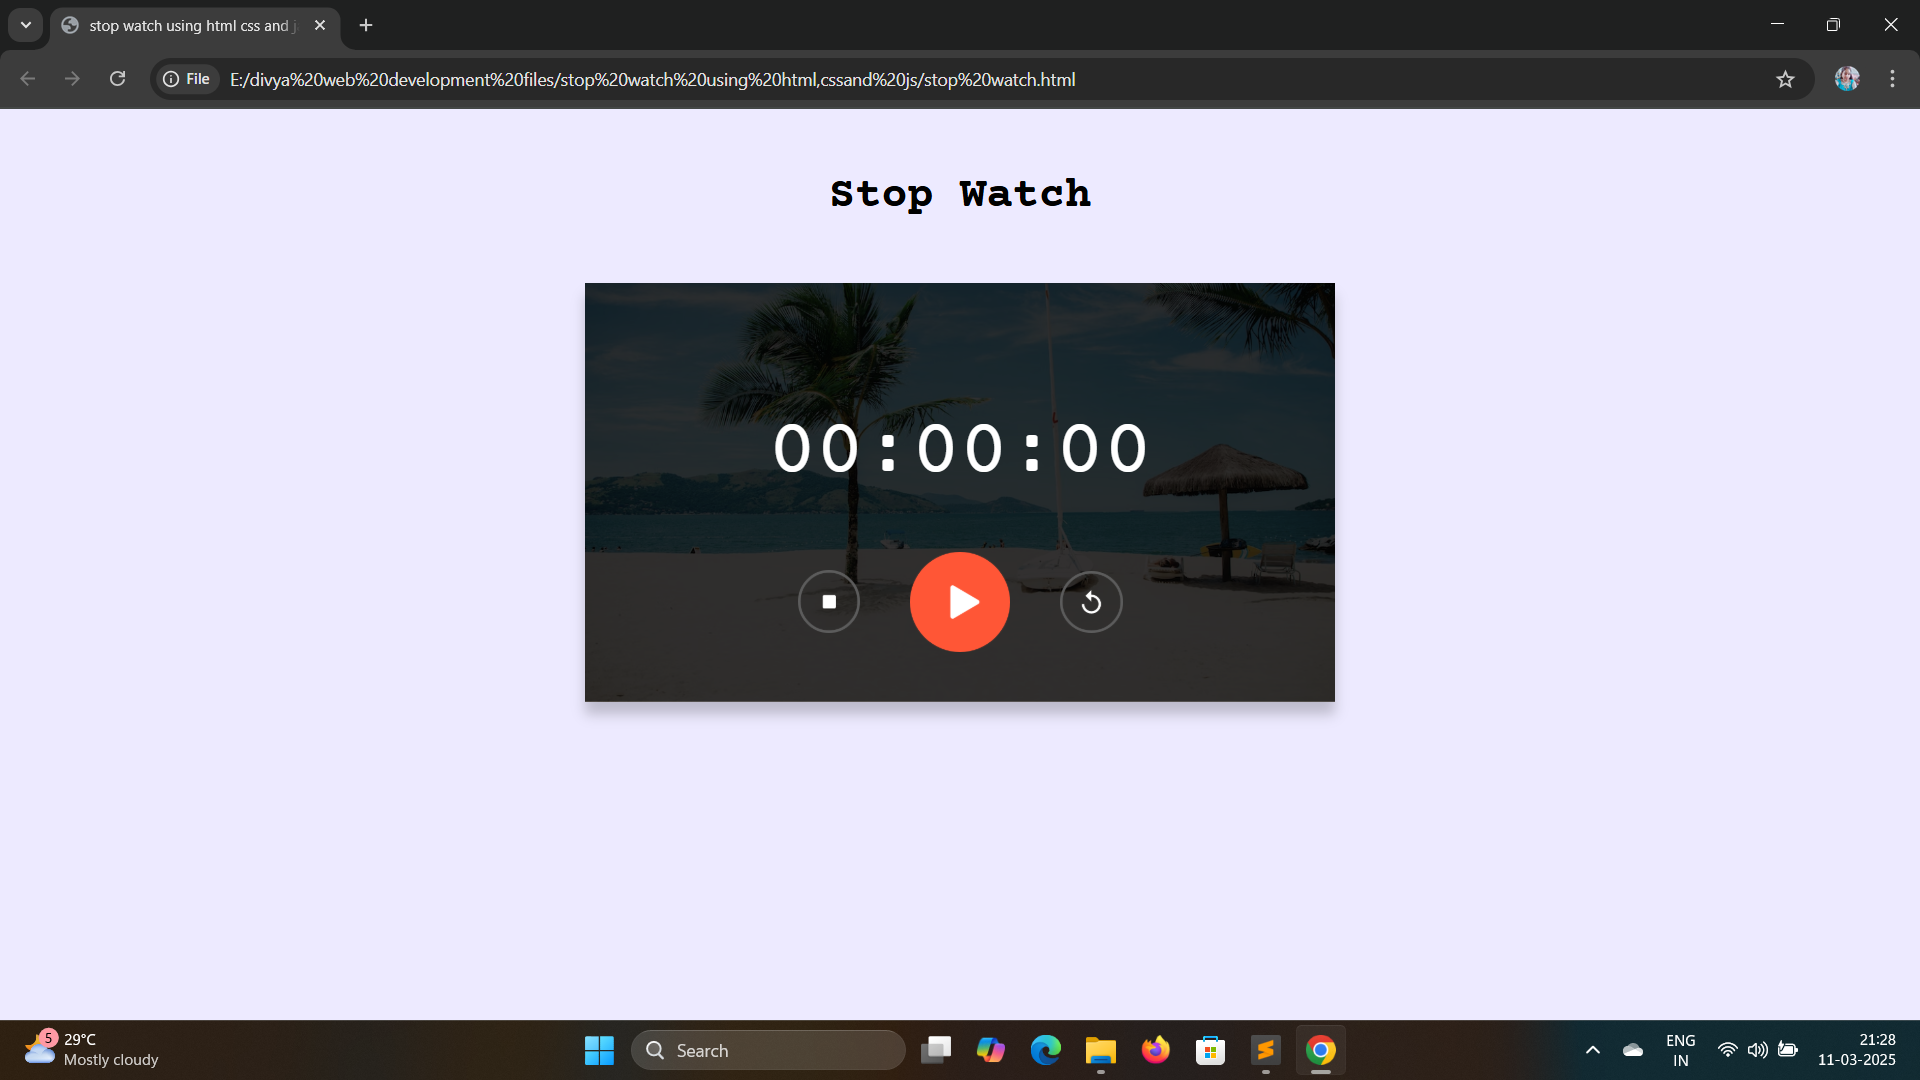 stop watch using html css and j
File
E:/divya%20web%20development%20files/stop%20watch%20using%20html,cssand%20js/stop%20watch.html
Stop Watch
00:00:00
5
29°C
Mostly cloudy
Search
ENG
IN
21:28
11-03-2025